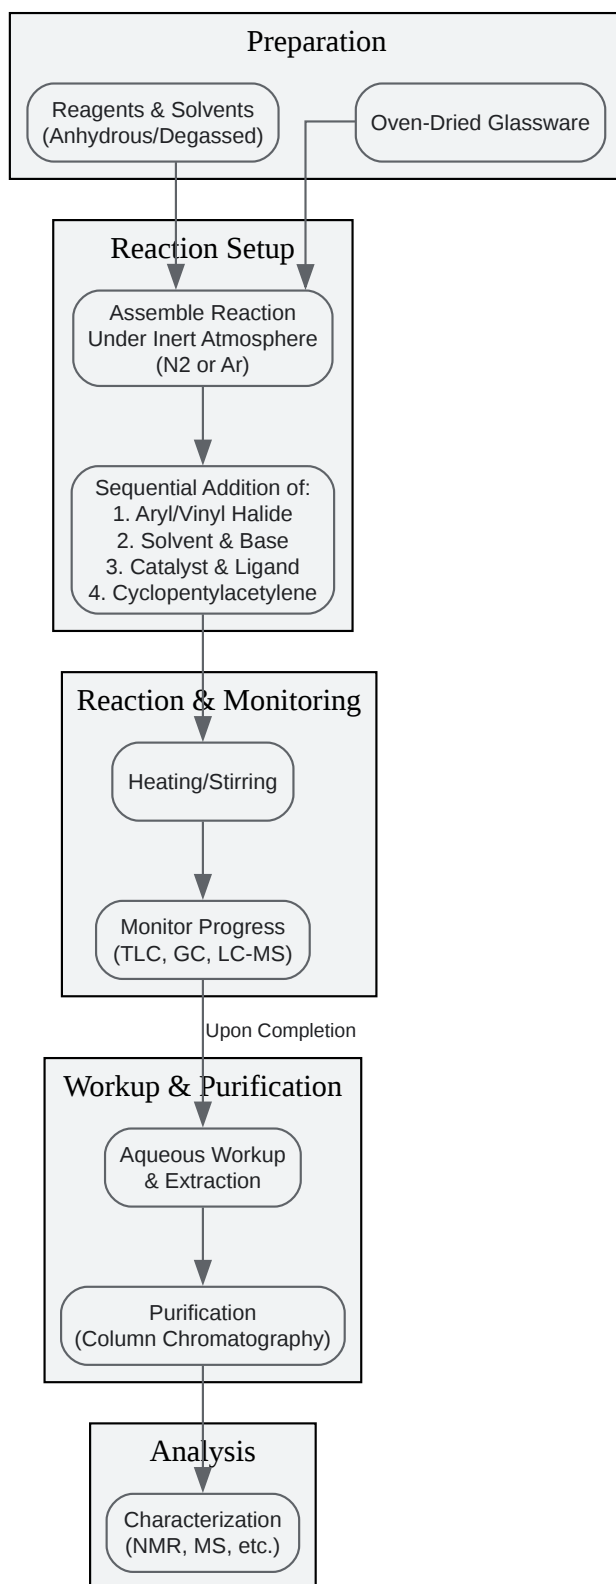 Preparation
Reagents & Solvents
(Anhydrous/Degassed)
Oven-Dried Glassware
Reaction Setup
Assemble Reaction
Under Inert Atmosphere
(N2 or Ar)
Sequential Addition of:
1. Aryl/Vinyl Halide
2. Solvent & Base
3. Catalyst & Ligand
4. Cyclopentylacetylene
Reaction & Monitoring
Heating/Stirring
Monitor Progress
(TLC, GC, LC-MS)
Upon Completion
Workup & Purification
Aqueous Workup
& Extraction
Purification
(Column Chromatography)
Analysis
Characterization
(NMR, MS, etc.)